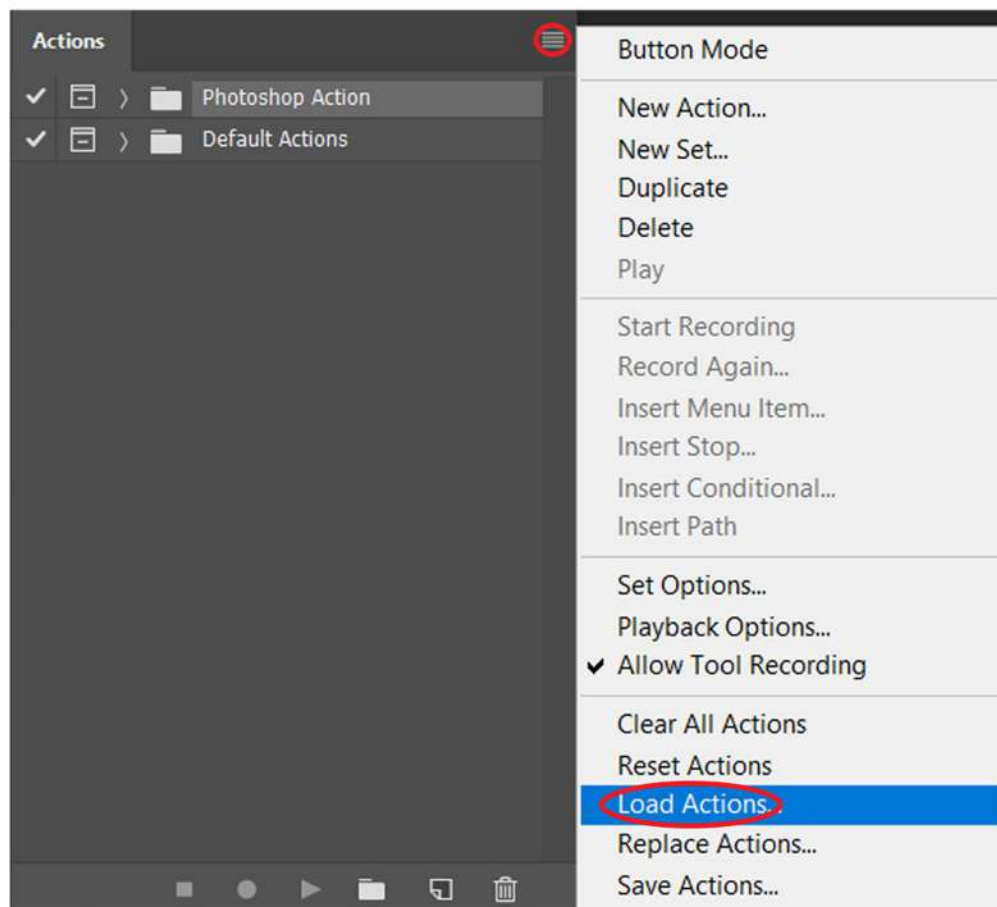 Actions
Photoshop Action
Default Actions
Button Mode
New Action...
New Set...
Duplicate
Delete
Play
Start Recording
Record Again...
Insert Menu Item...
Insert Stop...
Insert Conditional...
Insert Path
Set Options...
Playback Options...
Allow Tool Recording
Clear All Actions
Reset Actions
Load Actions...
Replace Actions...
Save Actions...